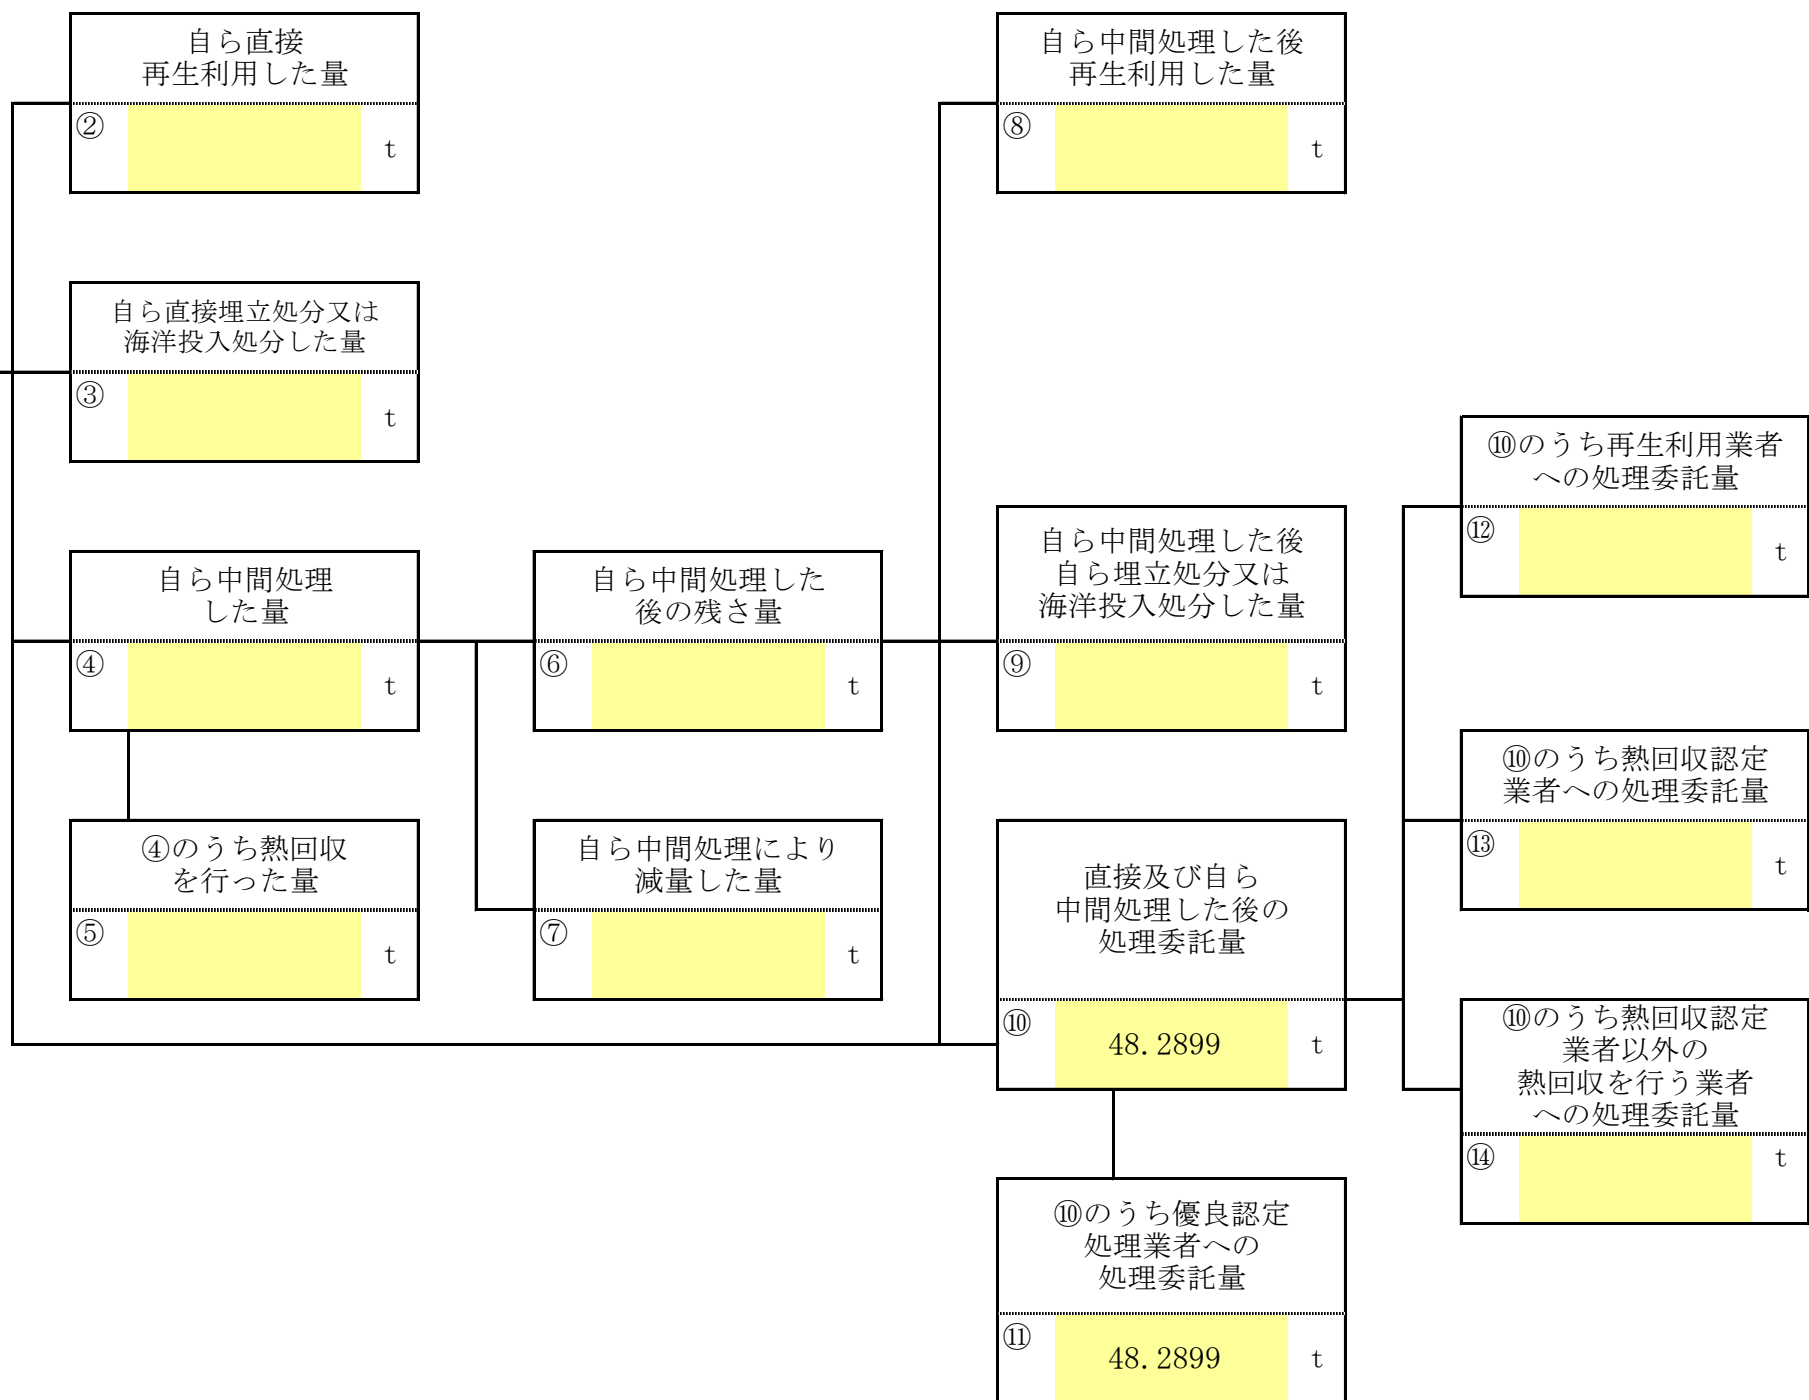 自ら直接
再生利用した量
②
t
自ら直接埋立処分又は
海洋投入処分した量
③
t
自ら中間処理
した量
④
t
④のうち熱回収
を行った量
⑤
t
自ら中間処理した
後の残さ量
⑥
t
自ら中間処理により
減量した量
⑦
t
自ら中間処理した後
再生利用した量
⑧
t
自ら中間処理した後
自ら埋立処分又は
海洋投入処分した量
⑨
t
直接及び自ら
中間処理した後の
処理委託量
⑩ 48.2899 t
⑩のうち優良認定
処理業者への
処理委託量
⑪ 48.2899 t
⑩のうち再生利用業者
への処理委託量
⑫
t
⑩のうち熱回収認定
業者への処理委託量
⑬
t
⑩のうち熱回収認定
業者以外の
熱回収を行う業者
への処理委託量
⑭
t